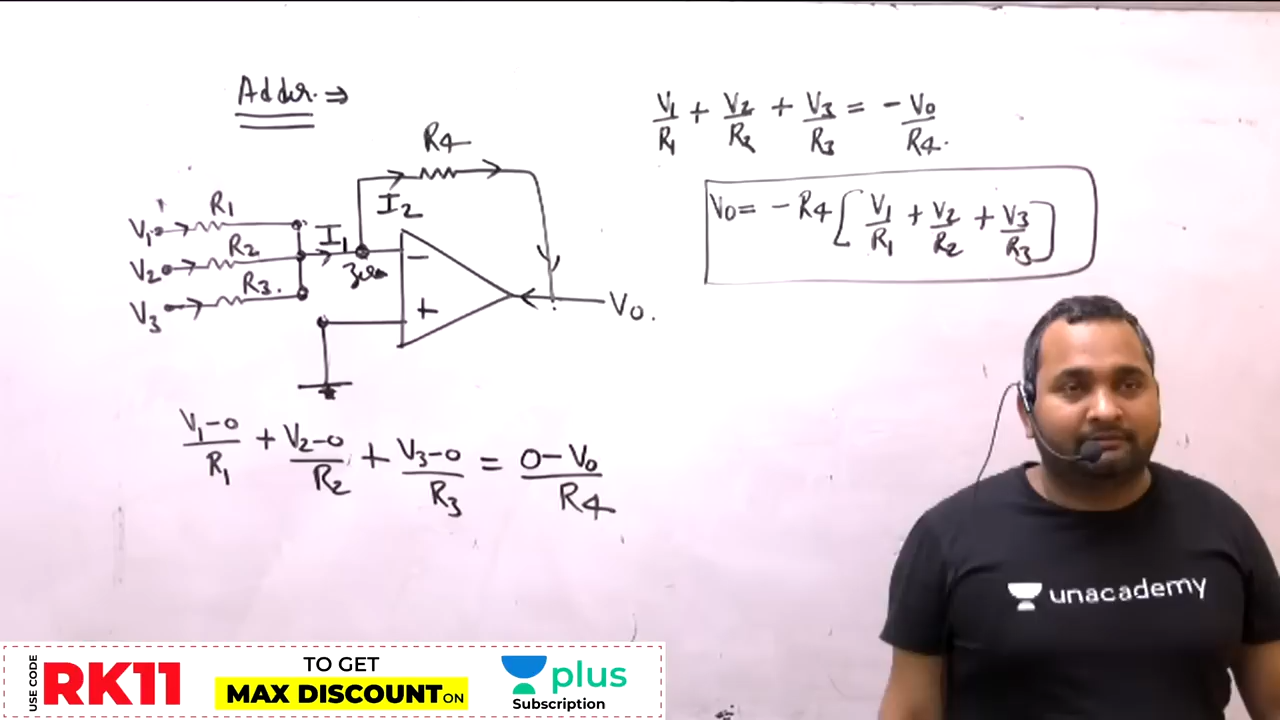 Adder ⇒
R4
I2
V1 R1
V2 R2
V3 R3.
I1
zero
−
+
V0.
V1-0/R1 + V2-0/R2 + V3-0/R3 = 0-V0/R4
V1/R1 + V2/R2 + V3/R3 = -V0/R4.
V0 = -R4[V1/R1 + V2/R2 + V3/R3]
unacademy
USE CODE
RK11
TO GET
MAX DISCOUNT ON
plus
Subscription